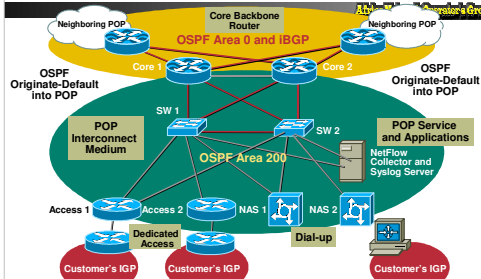 Core Backbone
Router
Neighboring POP
Neighboring POP
OSPF Area 0 and iBGP
Core 1
Core 2
OSPF
Originate-Default
into POP
OSPF
Originate-Default
into POP
SW 1
SW 2
POP
Interconnect
Medium
POP Service
and Applications
OSPF Area 200
NetFlow
Collector and
Syslog Server
Access 1
Access 2
NAS 1
NAS 2
Dedicated
Access
Dial-up
Customer's IGP
Customer's IGP
Customer's IGP